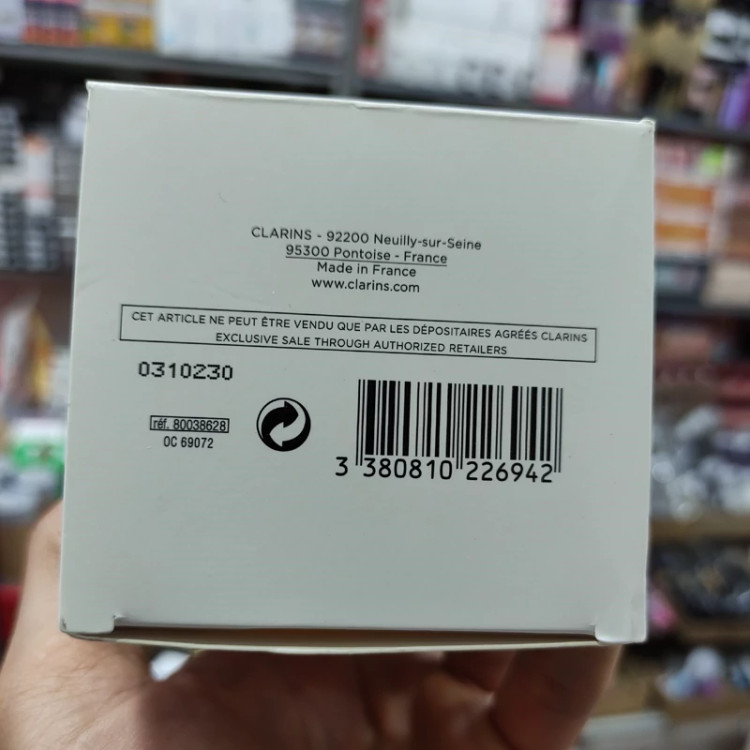 CLARINS - 92200 Neuilly-sur-Seine
95300 Pontoise - France
Made in France
www.clarins.com
CET ARTICLE NE PEUT ÊTRE VENDU QUE PAR LES DÉPOSITAIRES AGRÉÉS CLARINS
EXCLUSIVE SALE THROUGH AUTHORIZED RETAILERS
0310230
réf. 80038628
OC 69072
3 380810 226942